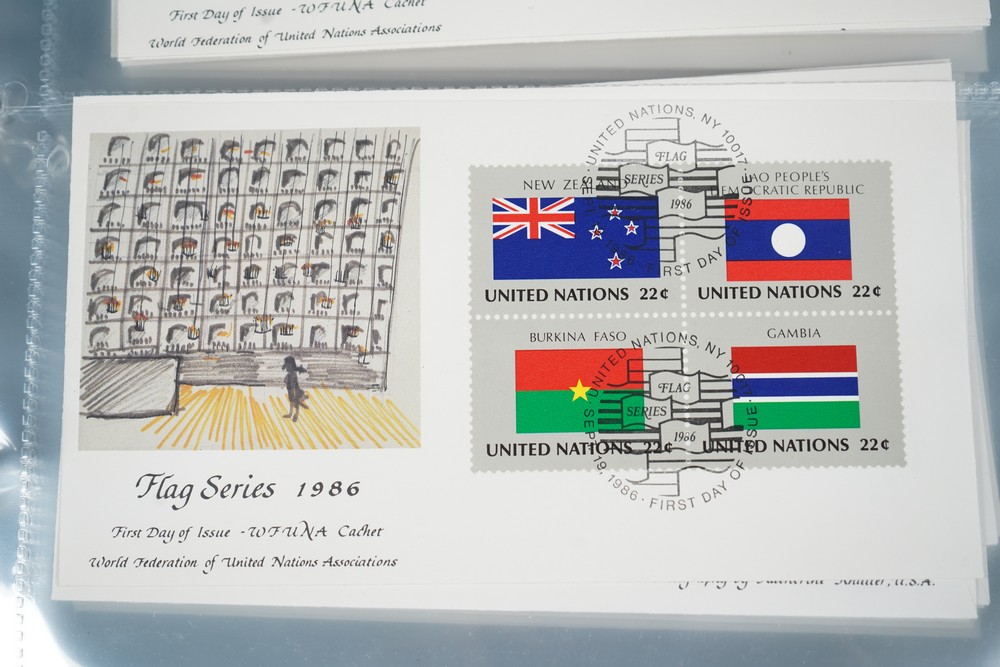 First Day of Issue - WFUNA Cachet
World Federation of United Nations Associations
UNITED NATIONS, NY 10017
FLAG
SERIES
1986
FIRST DAY OF ISSUE
NEW ZEALAND
LAO PEOPLE'S
DEMOCRATIC REPUBLIC
UNITED NATIONS 22¢
UNITED NATIONS 22¢
BURKINA FASO
GAMBIA
UNITED NATIONS, NY 10017
FLAG
SERIES
1986
UNITED NATIONS 22¢
UNITED NATIONS 22¢
SEPT. 19, 1986 · FIRST DAY OF ISSUE
Flag Series 1986
First Day of Issue - WFUNA Cachet
World Federation of United Nations Associations
by Katherine U.S.A.